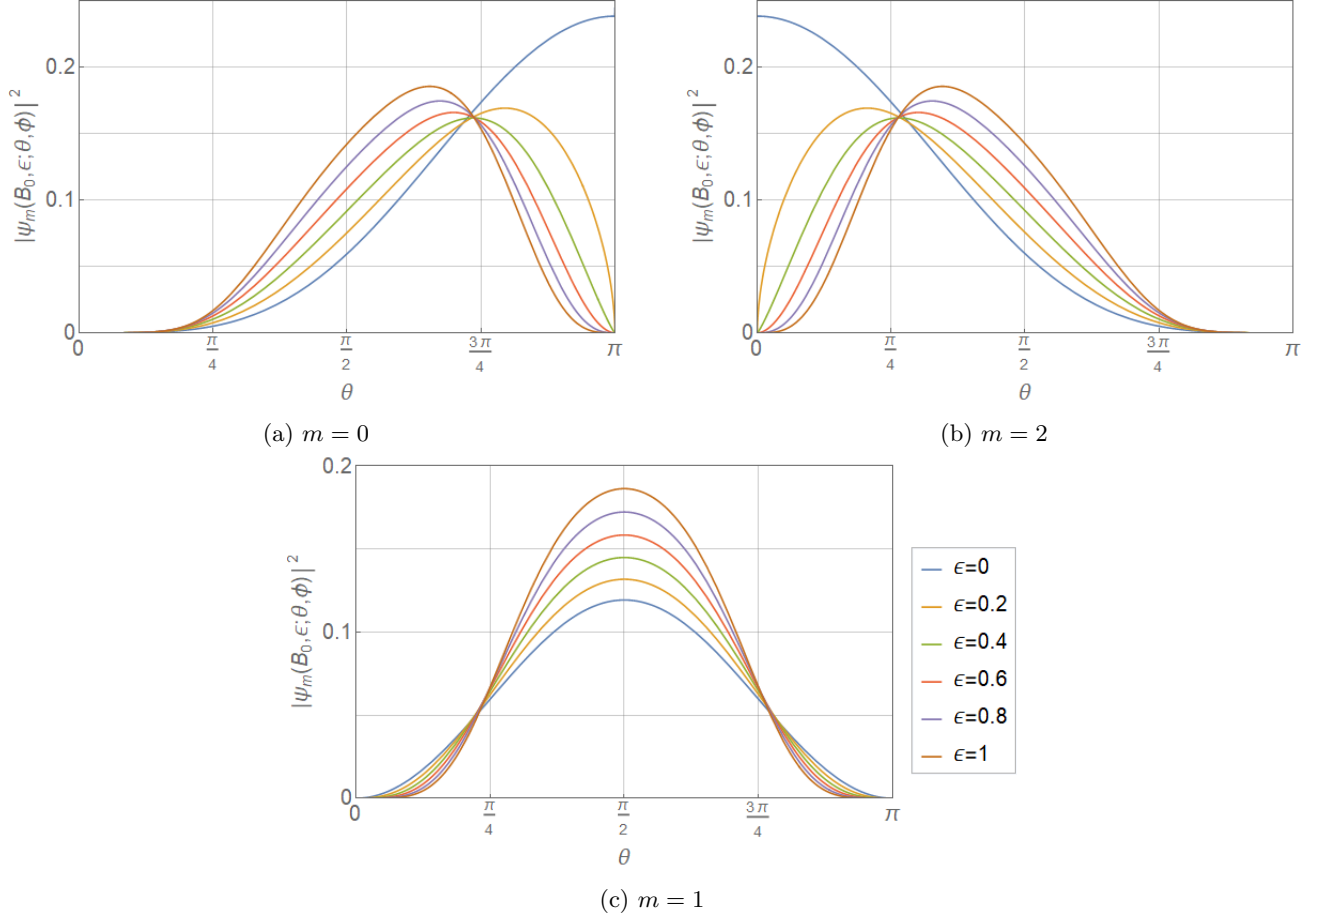 |ψ_m(B_0,ϵ;θ,ϕ)|^2
0.2
0.1
0
0
π/4
π/2
3π/4
π
θ
(a) m = 0
|ψ_m(B_0,ϵ;θ,ϕ)|^2
0.2
0.1
0
0
π/4
π/2
3π/4
π
θ
(b) m = 2
|ψ_m(B_0,ϵ;θ,ϕ)|^2
0.2
0.1
0
0
π/4
π/2
3π/4
π
θ
(c) m = 1
ϵ=0
ϵ=0.2
ϵ=0.4
ϵ=0.6
ϵ=0.8
ϵ=1